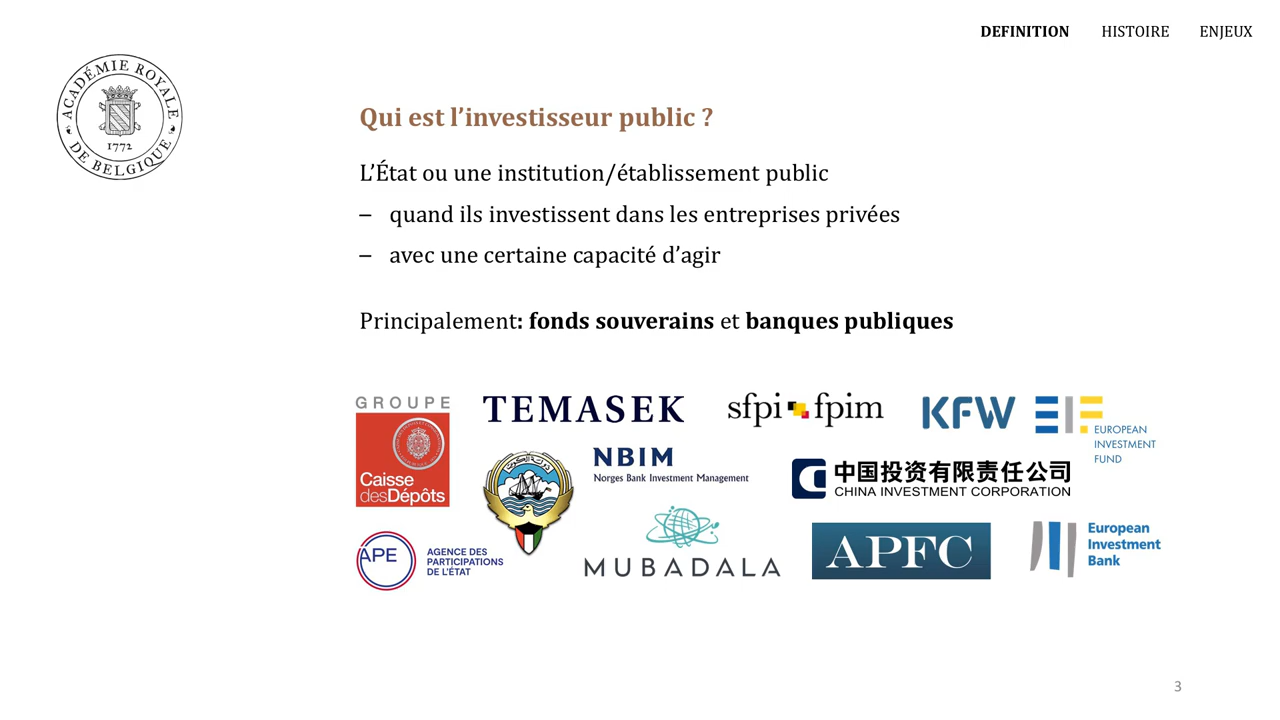 DEFINITION HISTOIRE ENJEUX
ACADÉMIE ROYALE
DE BELGIQUE
1772
Qui est l’investisseur public ?
L’État ou une institution/établissement public
– quand ils investissent dans les entreprises privées
– avec une certaine capacité d’agir
Principalement: fonds souverains et banques publiques
GROUPE
Caisse
desDépôts
TEMASEK
sfpi fpim
KFW
EIF
EUROPEAN
INVESTMENT
FUND
NBIM
Norges Bank Investment Management
中国投资有限责任公司
CHINA INVESTMENT CORPORATION
APE
AGENCE DES
PARTICIPATIONS
DE L’ÉTAT
MUBADALA
APFC
European
Investment
Bank
3